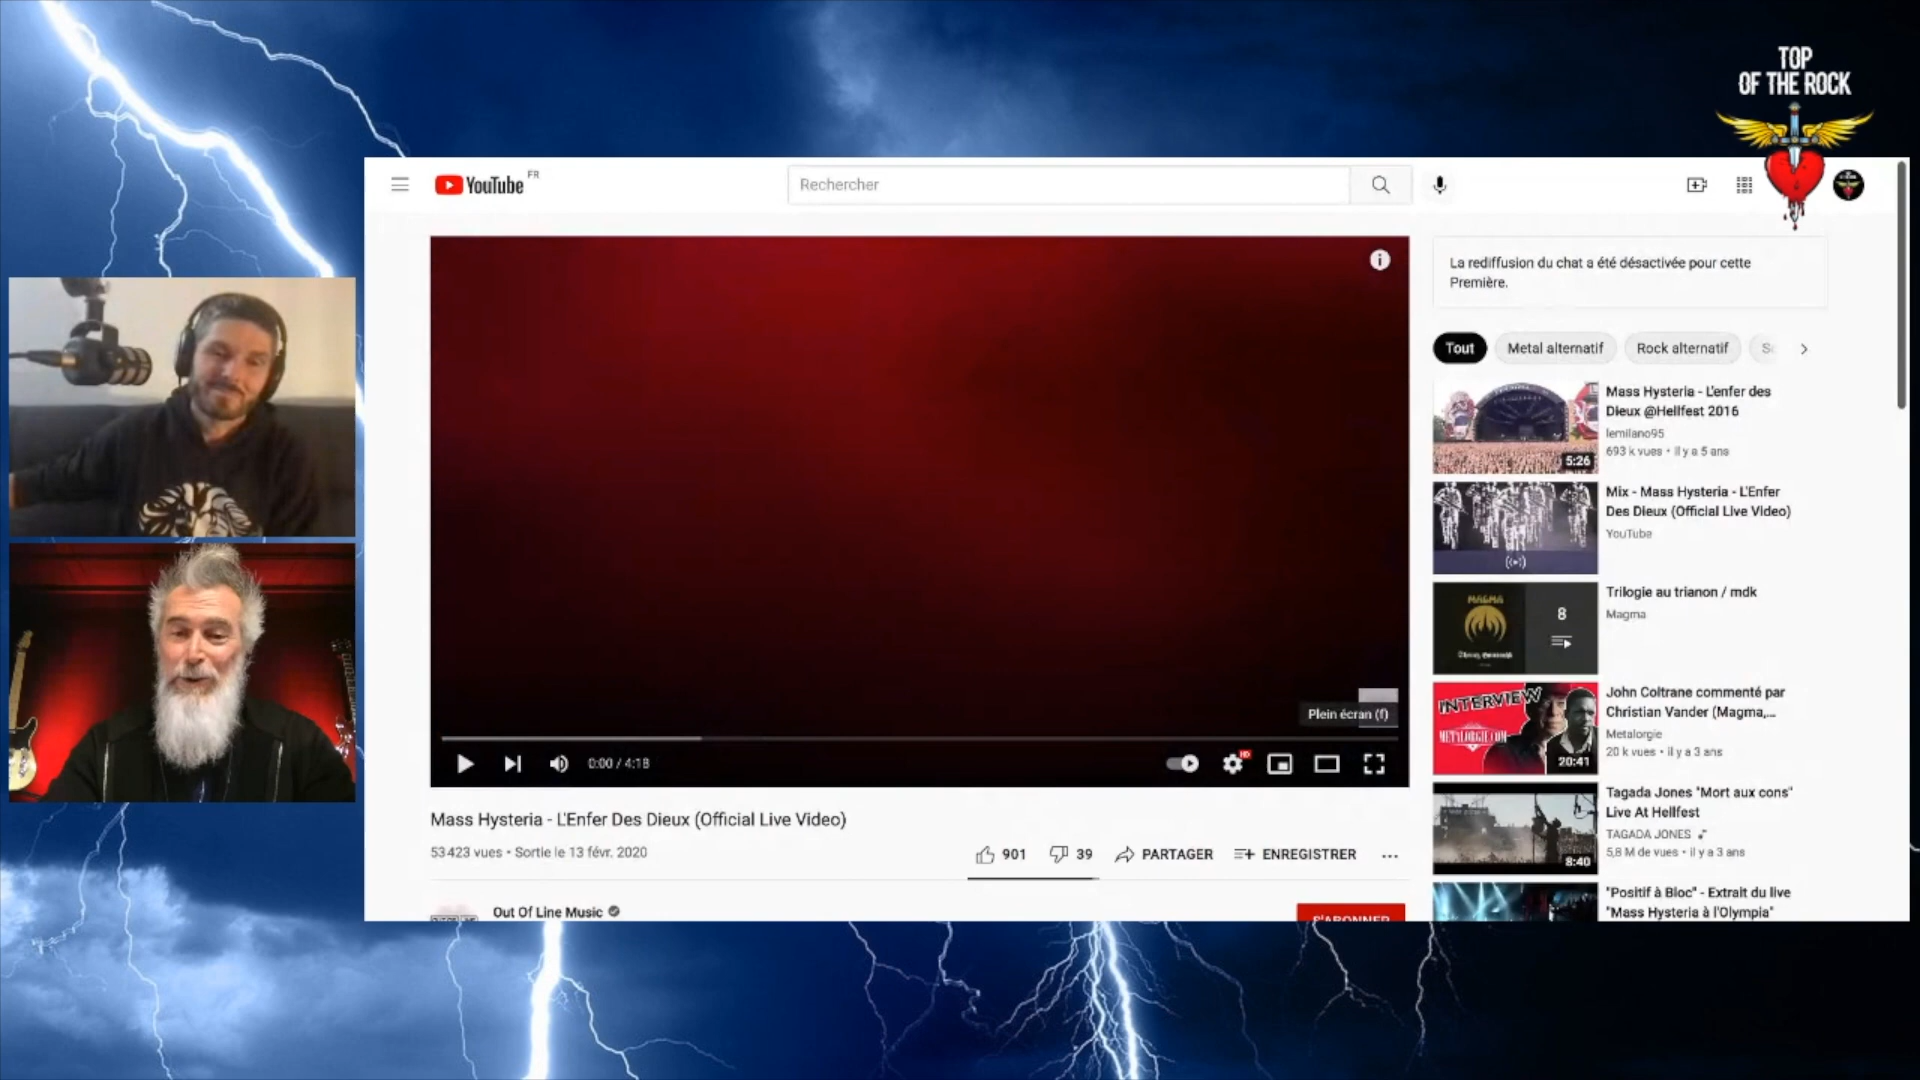 TOP
OF THE ROCK
YouTube FR
Rechercher
La rediffusion du chat a été désactivée pour cette
Première.
Tout
Metal alternatif
Rock alternatif
Mass Hysteria - L'enfer des
Dieux @Hellfest 2016
lemilano95
693 k vues • il y a 5 ans
5:26
Mix - Mass Hysteria - L'Enfer
Des Dieux (Official Live Video)
YouTube
MAGMA
8
Trilogie au trianon / mdk
Magma
INTERVIEW
METALORGIE.COM
20:41
John Coltrane commenté par
Christian Vander (Magma,...
Metalorgie
20 k vues • il y a 3 ans
Tagada Jones "Mort aux cons"
Live At Hellfest
TAGADA JONES
5,8 M de vues • il y a 3 ans
8:40
"Positif à Bloc" - Extrait du live
"Mass Hysteria à l'Olympia"
Plein écran (f)
0:00 / 4:18
HD
Mass Hysteria - L'Enfer Des Dieux (Official Live Video)
53 423 vues • Sortie le 13 févr. 2020
901
39
PARTAGER
ENREGISTRER
Out Of Line Music
S'ABONNER